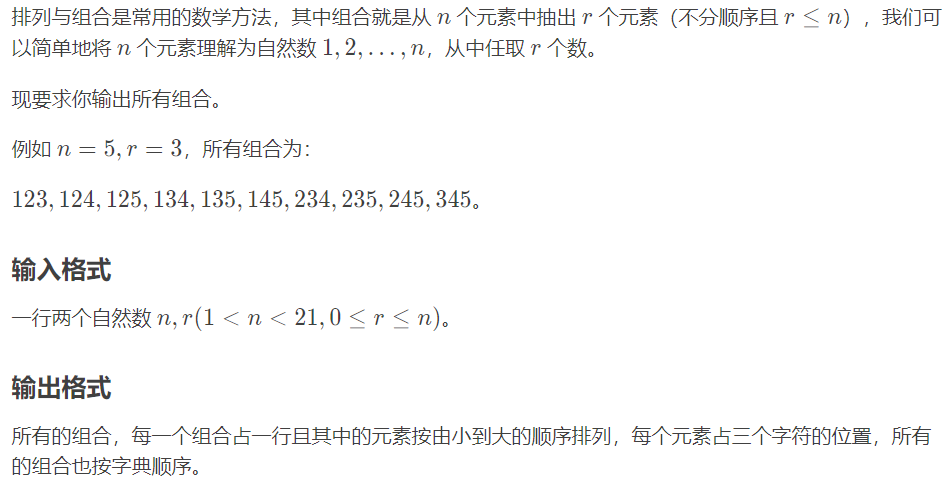 排列与组合是常用的数学方法，其中组合就是从 n 个元素中抽出 r 个元素（不分顺序且 r ≤ n），我们可
以简单地将 n 个元素理解为自然数 1, 2, . . . , n，从中任取 r 个数。
现要求你输出所有组合。
例如 n = 5, r = 3，所有组合为：
123, 124, 125, 134, 135, 145, 234, 235, 245, 345。
输入格式
一行两个自然数 n, r(1 < n < 21, 0 ≤ r ≤ n)。
输出格式
所有的组合，每一个组合占一行且其中的元素按由小到大的顺序排列，每个元素占三个字符的位置，所有
的组合也按字典顺序。